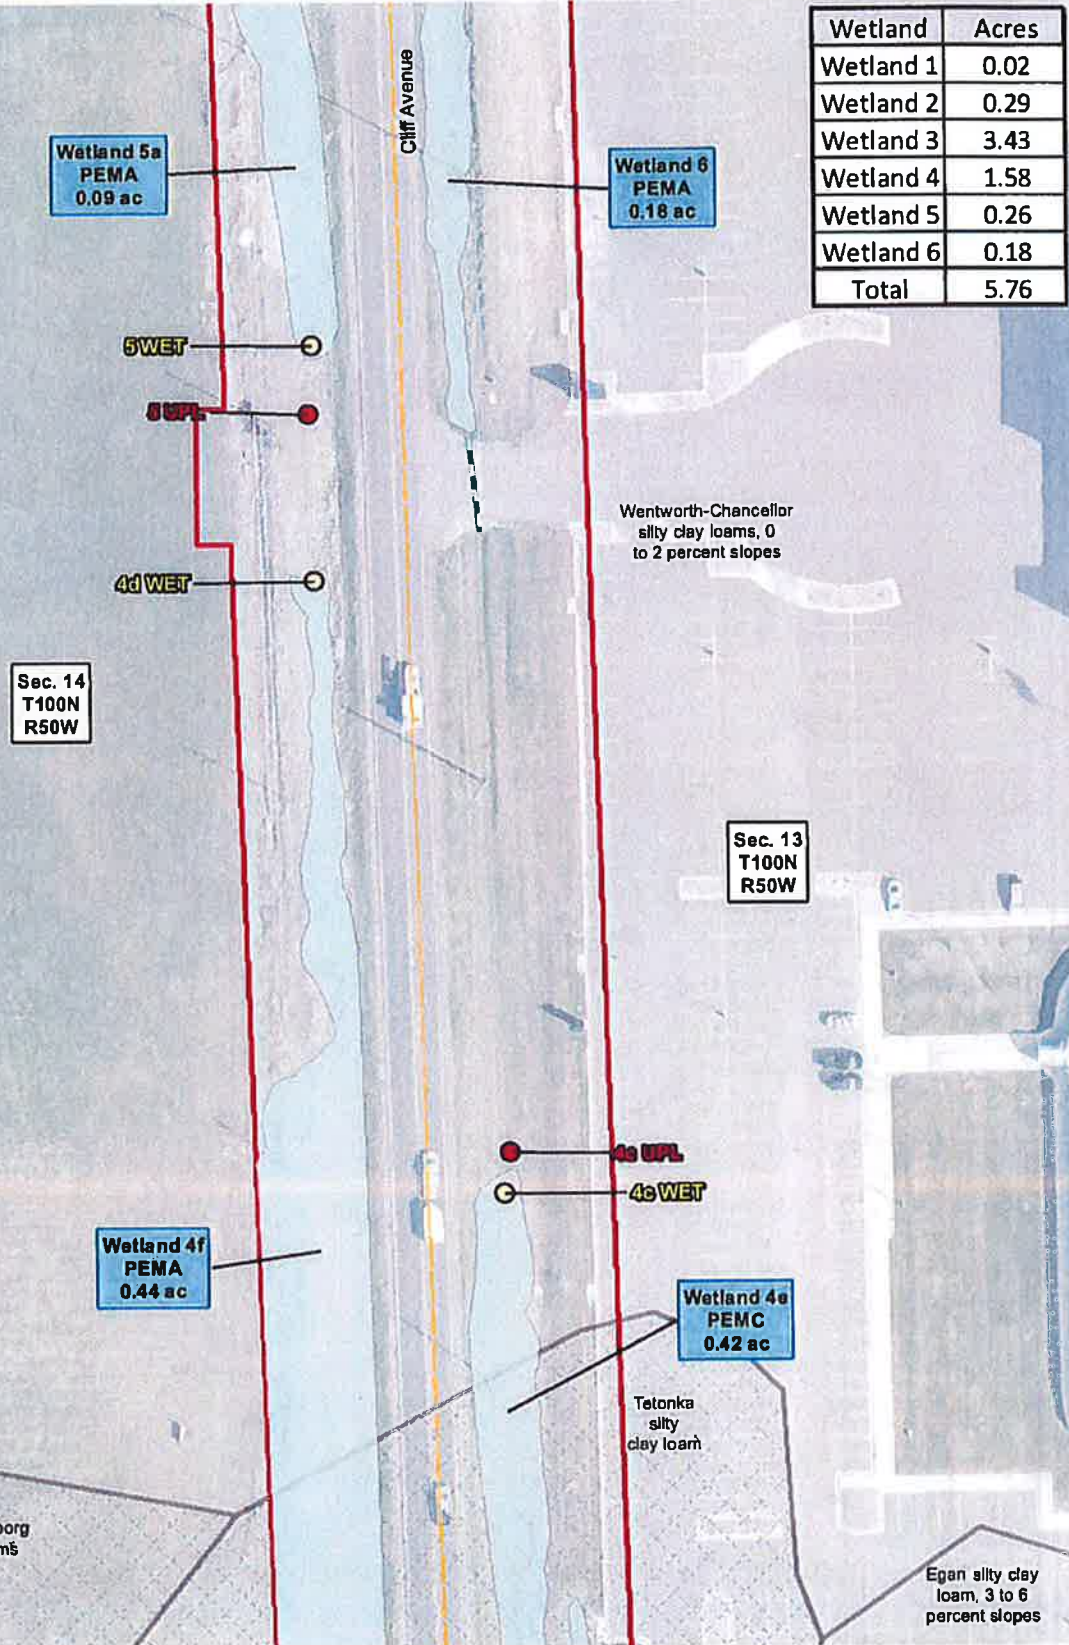 Wetland Acres
Wetland 1 0.02
Wetland 2 0.29
Wetland 3 3.43
Wetland 4 1.58
Wetland 5 0.26
Wetland 6 0.18
Total 5.76
Cliff Avenue
Wetland 5a
PEMA
0.09 ac
Wetland 6
PEMA
0.18 ac
5 WET
5 UPL
Wentworth-Chancellor
silty clay loams, 0
to 2 percent slopes
4d WET
Sec. 14
T100N
R50W
Sec. 13
T100N
R50W
4c UPL
4c WET
Wetland 4f
PEMA
0.44 ac
Wetland 4e
PEMC
0.42 ac
Tetonka
silty
clay loam
Egan silty clay
loam, 3 to 6
percent slopes